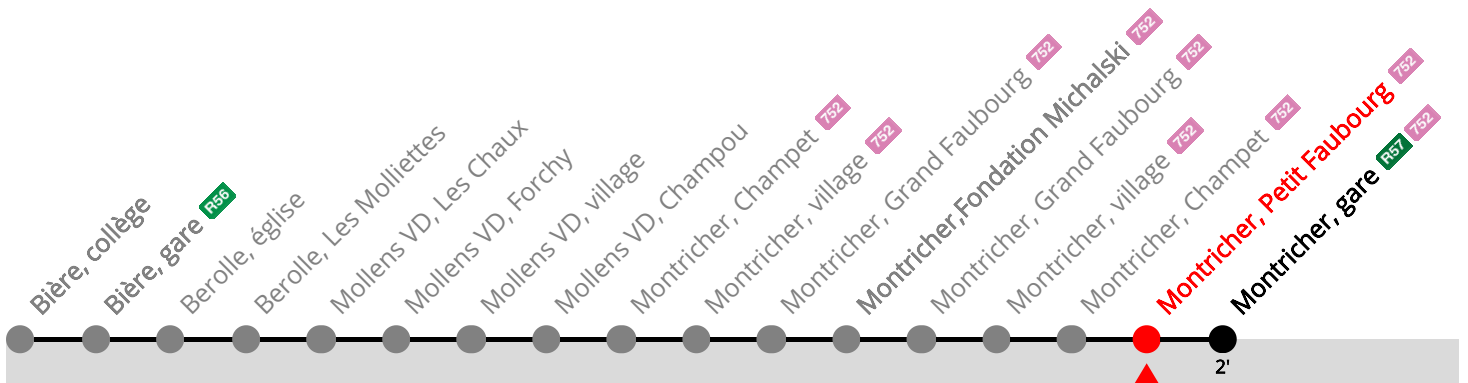 Bière, collège
Bière, gare R56
Berolle, église
Berolle, Les Molliettes
Mollens VD, Les Chaux
Mollens VD, Forchy
Mollens VD, village
Mollens VD, Champou
Montricher, Champet 752
Montricher, village 752
Montricher, Grand Faubourg 752
Montricher,Fondation Michalski 752
Montricher, Grand Faubourg 752
Montricher, village 752
Montricher, Champet 752
Montricher, Petit Faubourg 752
Montricher, gare R57 752
2'